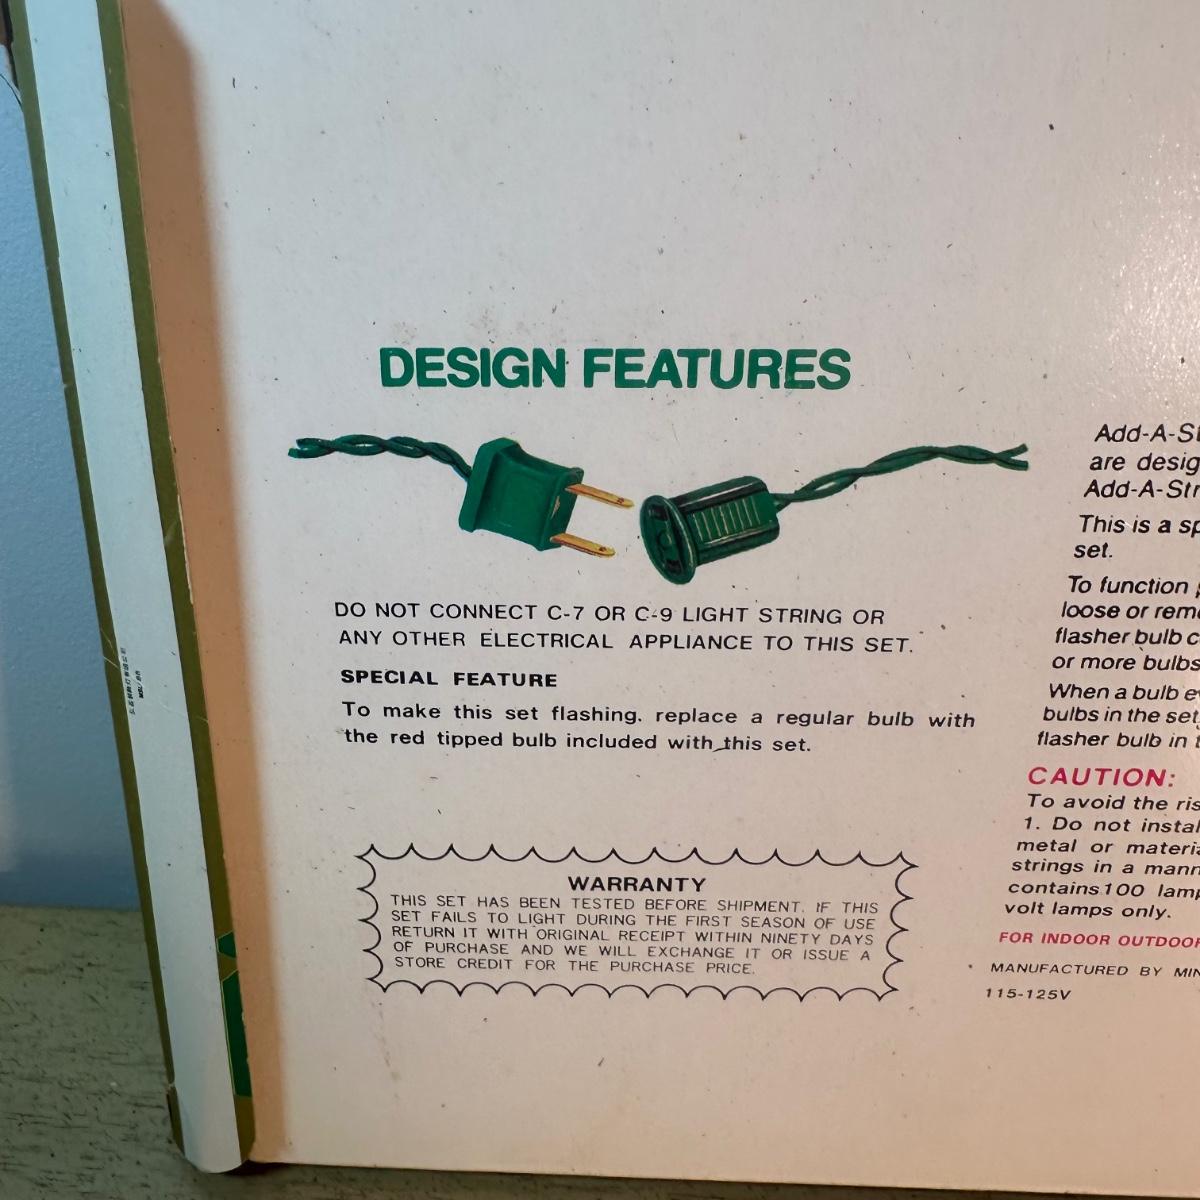 DESIGN FEATURES
DO NOT CONNECT C-7 OR C-9 LIGHT STRING OR
ANY OTHER ELECTRICAL APPLIANCE TO THIS SET.
SPECIAL FEATURE
To make this set flashing. replace a regular bulb with
the red tipped bulb included with this set.
WARRANTY
THIS SET HAS BEEN TESTED BEFORE SHIPMENT. IF THIS
SET FAILS TO LIGHT DURING THE FIRST SEASON OF USE
RETURN IT WITH ORIGINAL RECEIPT WITHIN NINETY DAYS
OF PURCHASE AND WE WILL EXCHANGE IT OR ISSUE A
STORE CREDIT FOR THE PURCHASE PRICE.
Add-A-St
are desig
Add-A-Str
This is a sp
set.
To function
loose or rem
flasher bulb c
or more bulbs
When a bulb e
bulbs in the set
flasher bulb in t
CAUTION:
To avoid the ris
1. Do not instal
metal or materia
strings in a mann
contains 100 lamp
volt lamps only.
FOR INDOOR OUTDOOR
MANUFACTURED BY MIN
115-125V